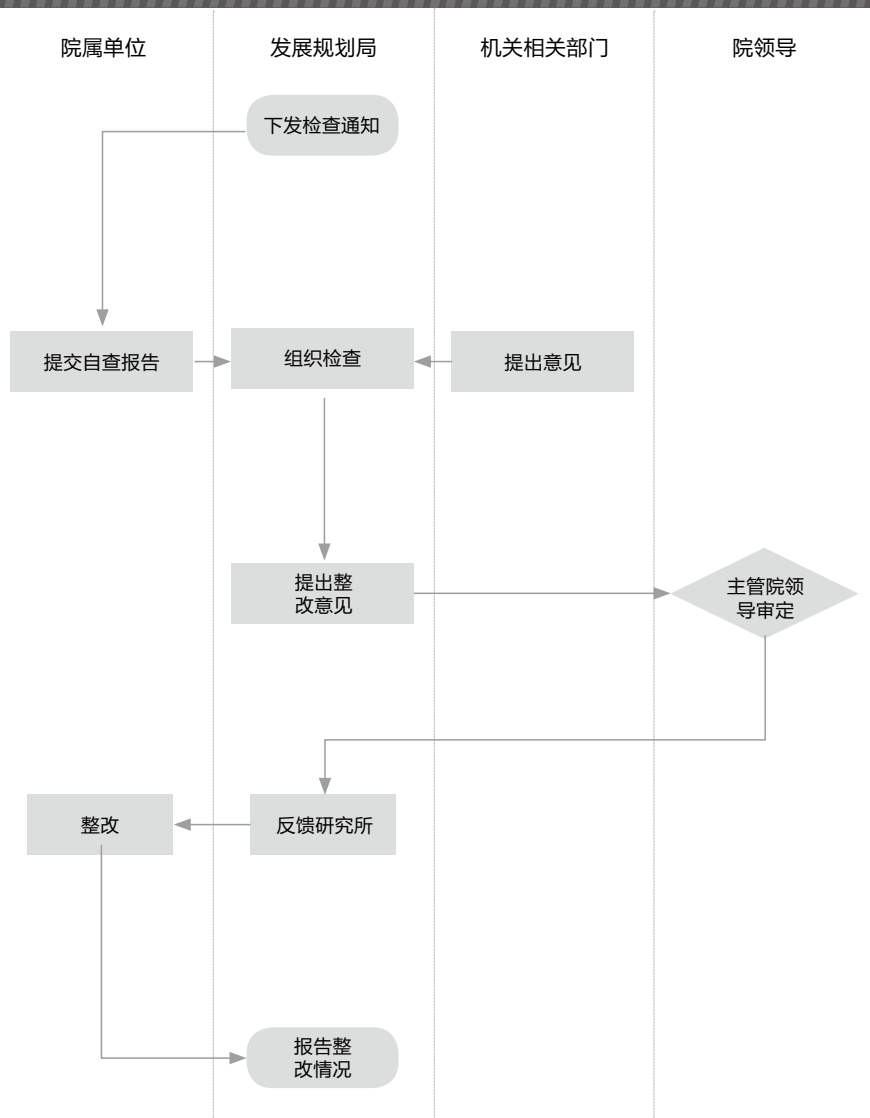 院属单位
发展规划局
机关相关部门
院领导
下发检查通知
提交自查报告
组织检查
提出意见
提出整
改意见
主管院领
导审定
整改
反馈研究所
报告整
改情况